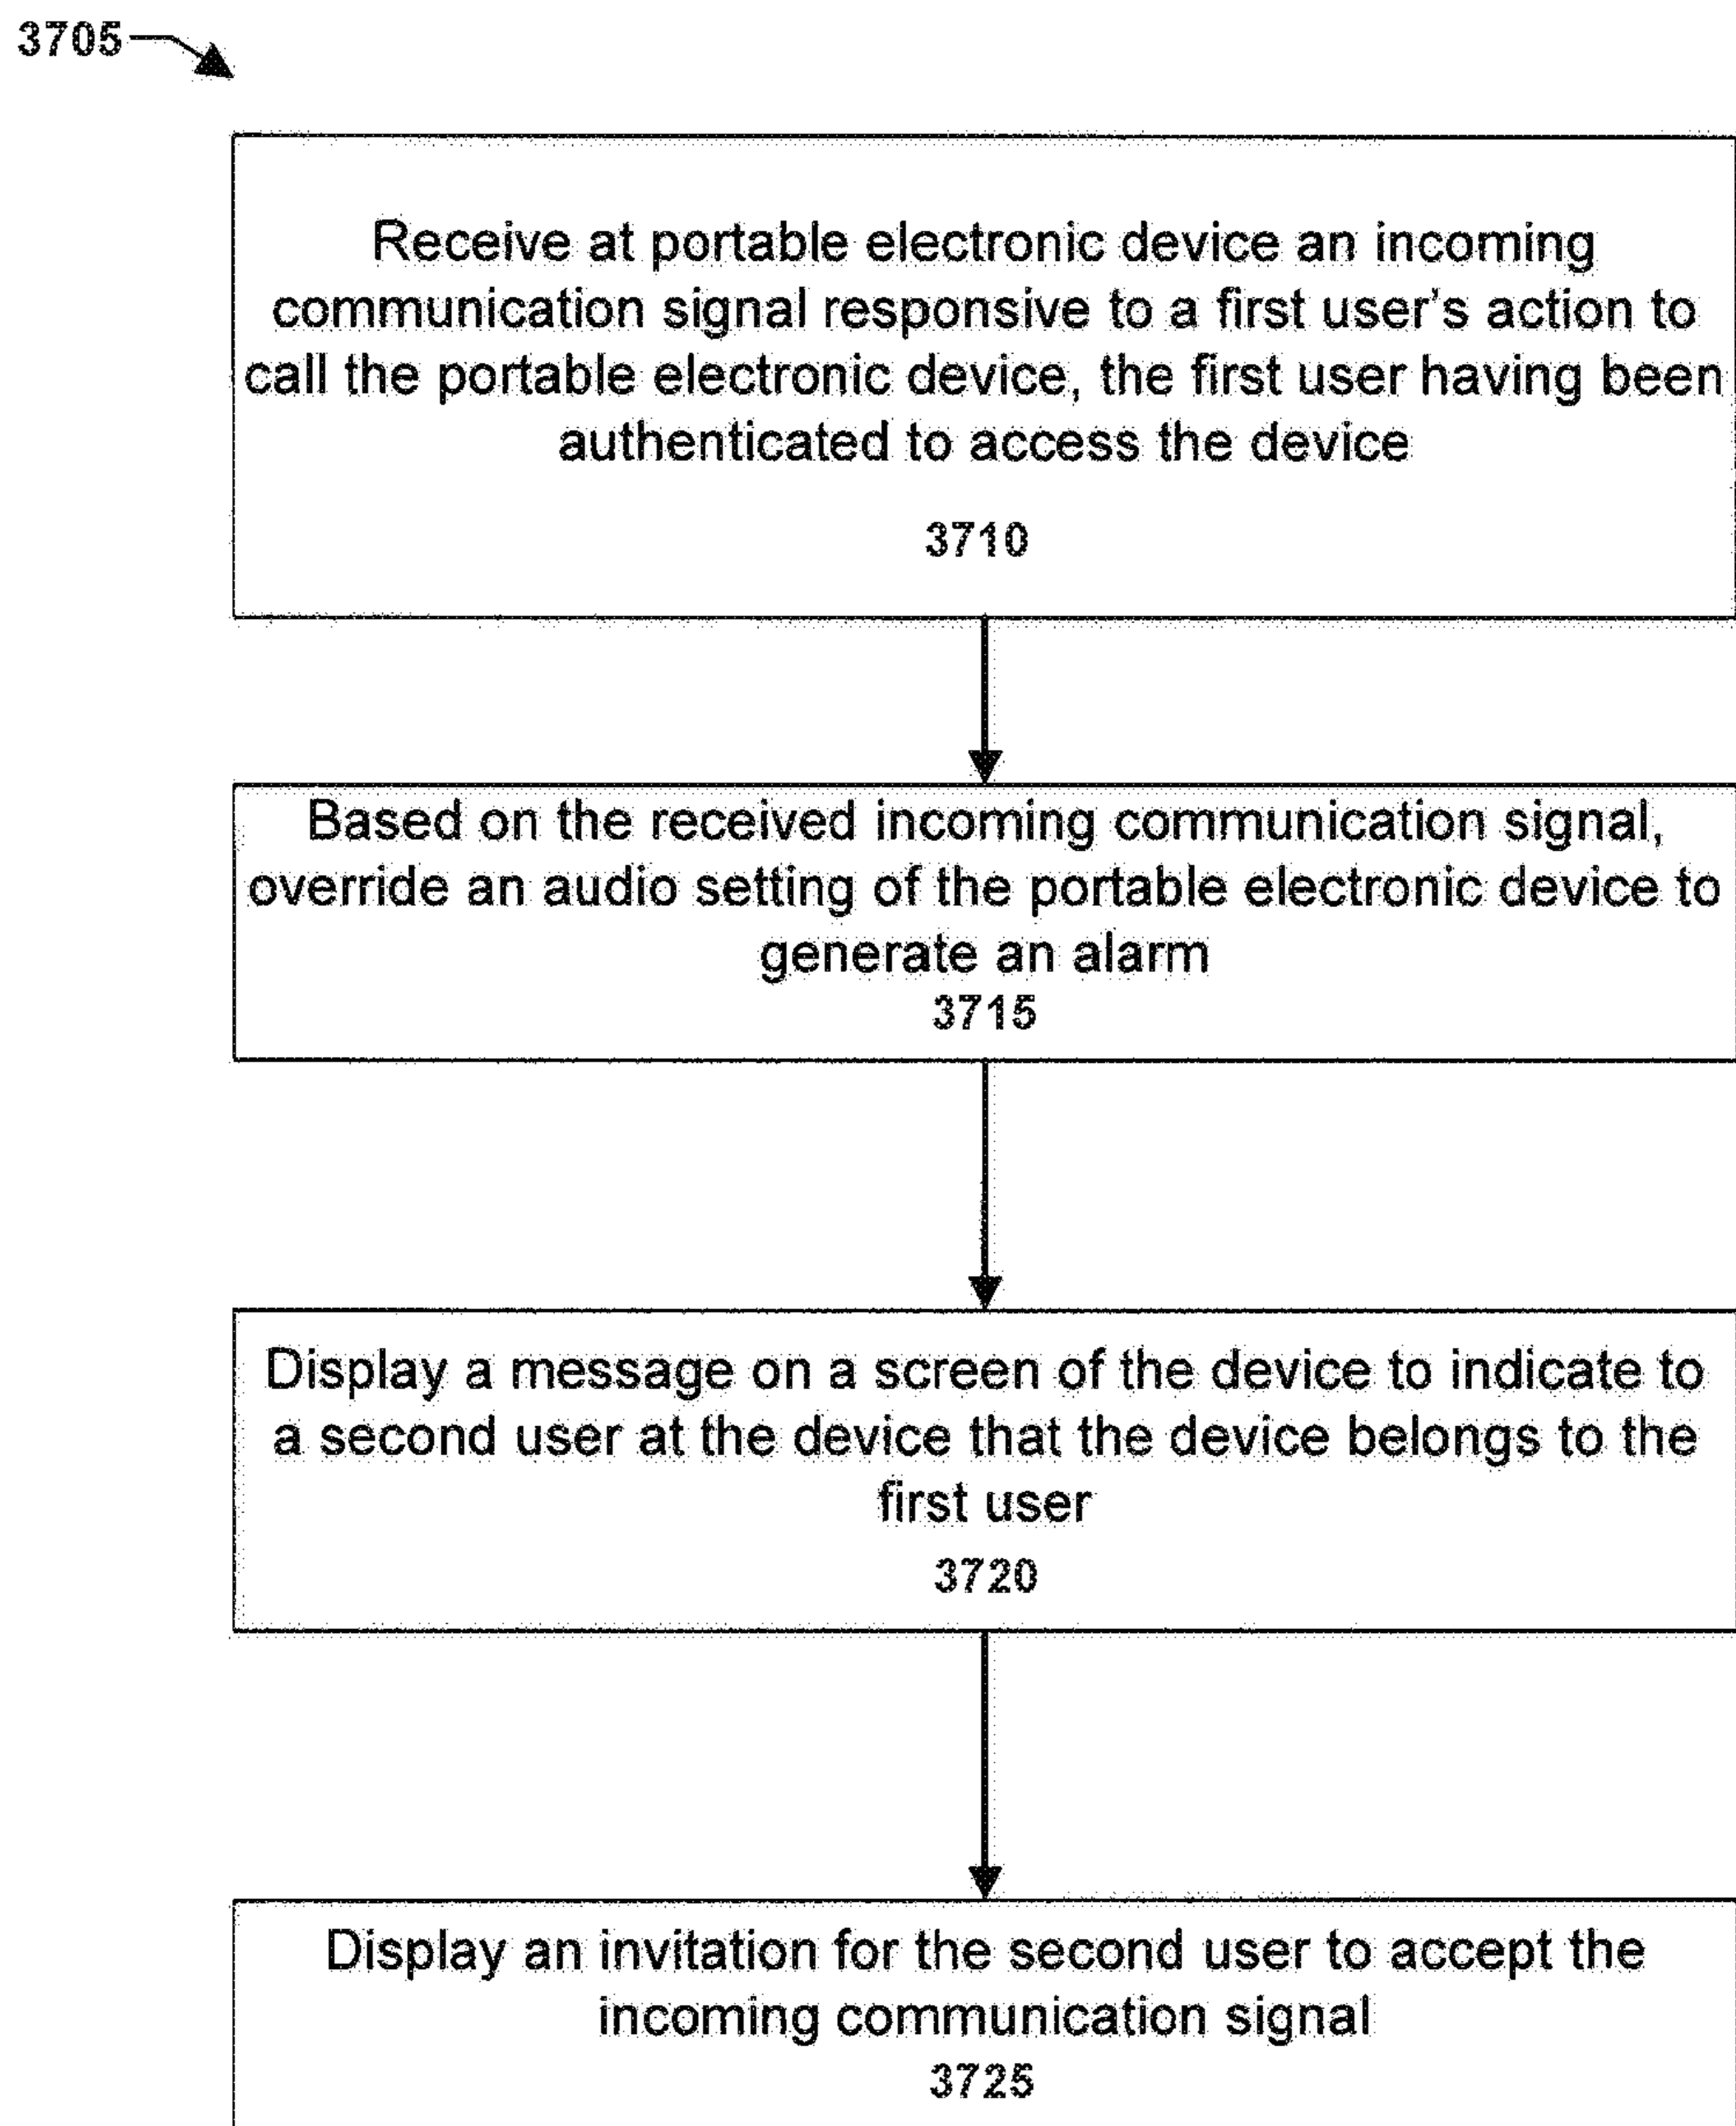 3705
Receive at portable electronic device an incoming
communication signal responsive to a first user's action to
call the portable electronic device, the first user having been
authenticated to access the device
3710
Based on the received incoming communication signal,
override an audio setting of the portable electronic device to
generate an alarm
3715
Display a message on a screen of the device to indicate to
a second user at the device that the device belongs to the
first user
3720
Display an invitation for the second user to accept the
incoming communication signal
3725